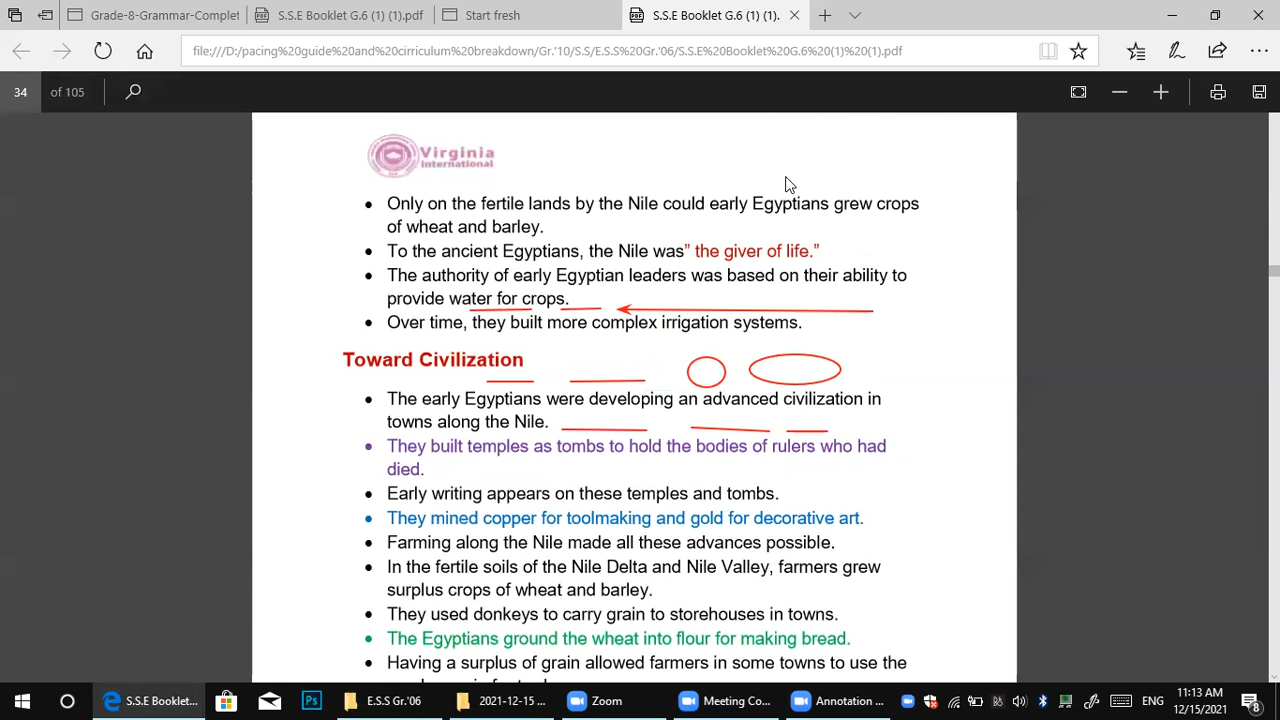 Grade-8-Grammar-Complet
S.S.E Booklet G.6 (1) (1).pdf
Start fresh
S.S.E Booklet G.6 (1) (1).
file:///D:/pacing%20guide%20and%20cirriculum%20breakdown/Gr.'10/S.S/E.S.S%20Gr.'06/S.S.E%20Booklet%20G.6%20(1)%20(1).pdf
34 of 105
Virginia
International
• Only on the fertile lands by the Nile could early Egyptians grew crops
of wheat and barley.
• To the ancient Egyptians, the Nile was” the giver of life.”
• The authority of early Egyptian leaders was based on their ability to
provide water for crops.
• Over time, they built more complex irrigation systems.
Toward Civilization
• The early Egyptians were developing an advanced civilization in
towns along the Nile.
• They built temples as tombs to hold the bodies of rulers who had
died.
• Early writing appears on these temples and tombs.
• They mined copper for toolmaking and gold for decorative art.
• Farming along the Nile made all these advances possible.
• In the fertile soils of the Nile Delta and Nile Valley, farmers grew
surplus crops of wheat and barley.
• They used donkeys to carry grain to storehouses in towns.
• The Egyptians ground the wheat into flour for making bread.
• Having a surplus of grain allowed farmers in some towns to use the
S.S.E Booklet...
Ps
E.S.S Gr.'06
2021-12-15 ...
Zoom
Meeting Co...
Annotation ...
ENG
11:13 AM
12/15/2021
8